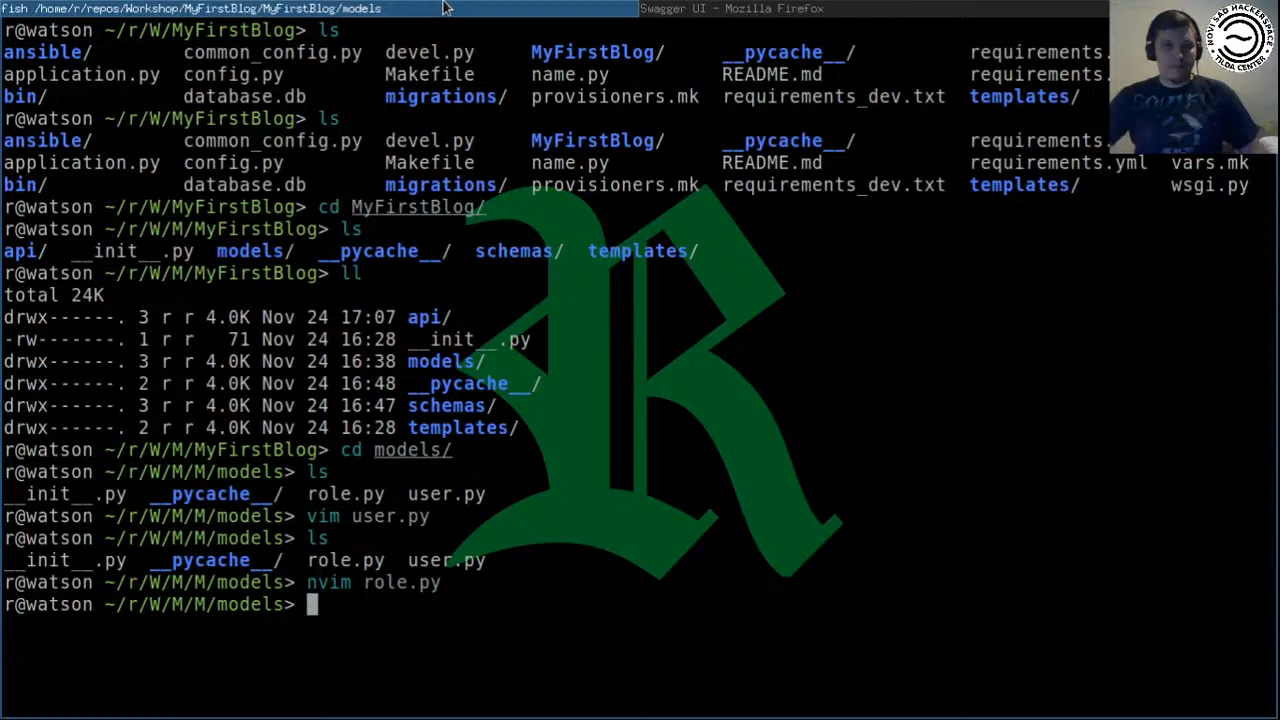 fish /home/r/repos/Workshop/MyFirstBlog/MyFirstBlog/models
Swagger UI - Mozilla Firefox
r@watson ~/r/W/MyFirstBlog> ls
ansible/ common_config.py devel.py MyFirstBlog/ __pycache__/ requirements.
application.py config.py Makefile name.py README.md requirements.
bin/ database.db migrations/ provisioners.mk requirements_dev.txt templates/
r@watson ~/r/W/MyFirstBlog> ls
ansible/ common_config.py devel.py MyFirstBlog/ __pycache__/ requirements.
application.py config.py Makefile name.py README.md requirements.yml vars.mk
bin/ database.db migrations/ provisioners.mk requirements_dev.txt templates/ wsgi.py
r@watson ~/r/W/MyFirstBlog> cd MyFirstBlog/
r@watson ~/r/W/M/MyFirstBlog> ls
api/ __init__.py models/ __pycache__/ schemas/ templates/
r@watson ~/r/W/M/MyFirstBlog> ll
total 24K
drwx------. 3 r r 4.0K Nov 24 17:07 api/
-rw-------. 1 r r 71 Nov 24 16:28 __init__.py
drwx------. 3 r r 4.0K Nov 24 16:38 models/
drwx------. 2 r r 4.0K Nov 24 16:48 __pycache__/
drwx------. 3 r r 4.0K Nov 24 16:47 schemas/
drwx------. 2 r r 4.0K Nov 24 16:28 templates/
r@watson ~/r/W/M/MyFirstBlog> cd models/
r@watson ~/r/W/M/M/models> ls
__init__.py __pycache__/ role.py user.py
r@watson ~/r/W/M/M/models> vim user.py
r@watson ~/r/W/M/M/models> ls
__init__.py __pycache__/ role.py user.py
r@watson ~/r/W/M/M/models> nvim role.py
r@watson ~/r/W/M/M/models>
R
NOVI SAD HACKERSPACE
TILDA CENTER